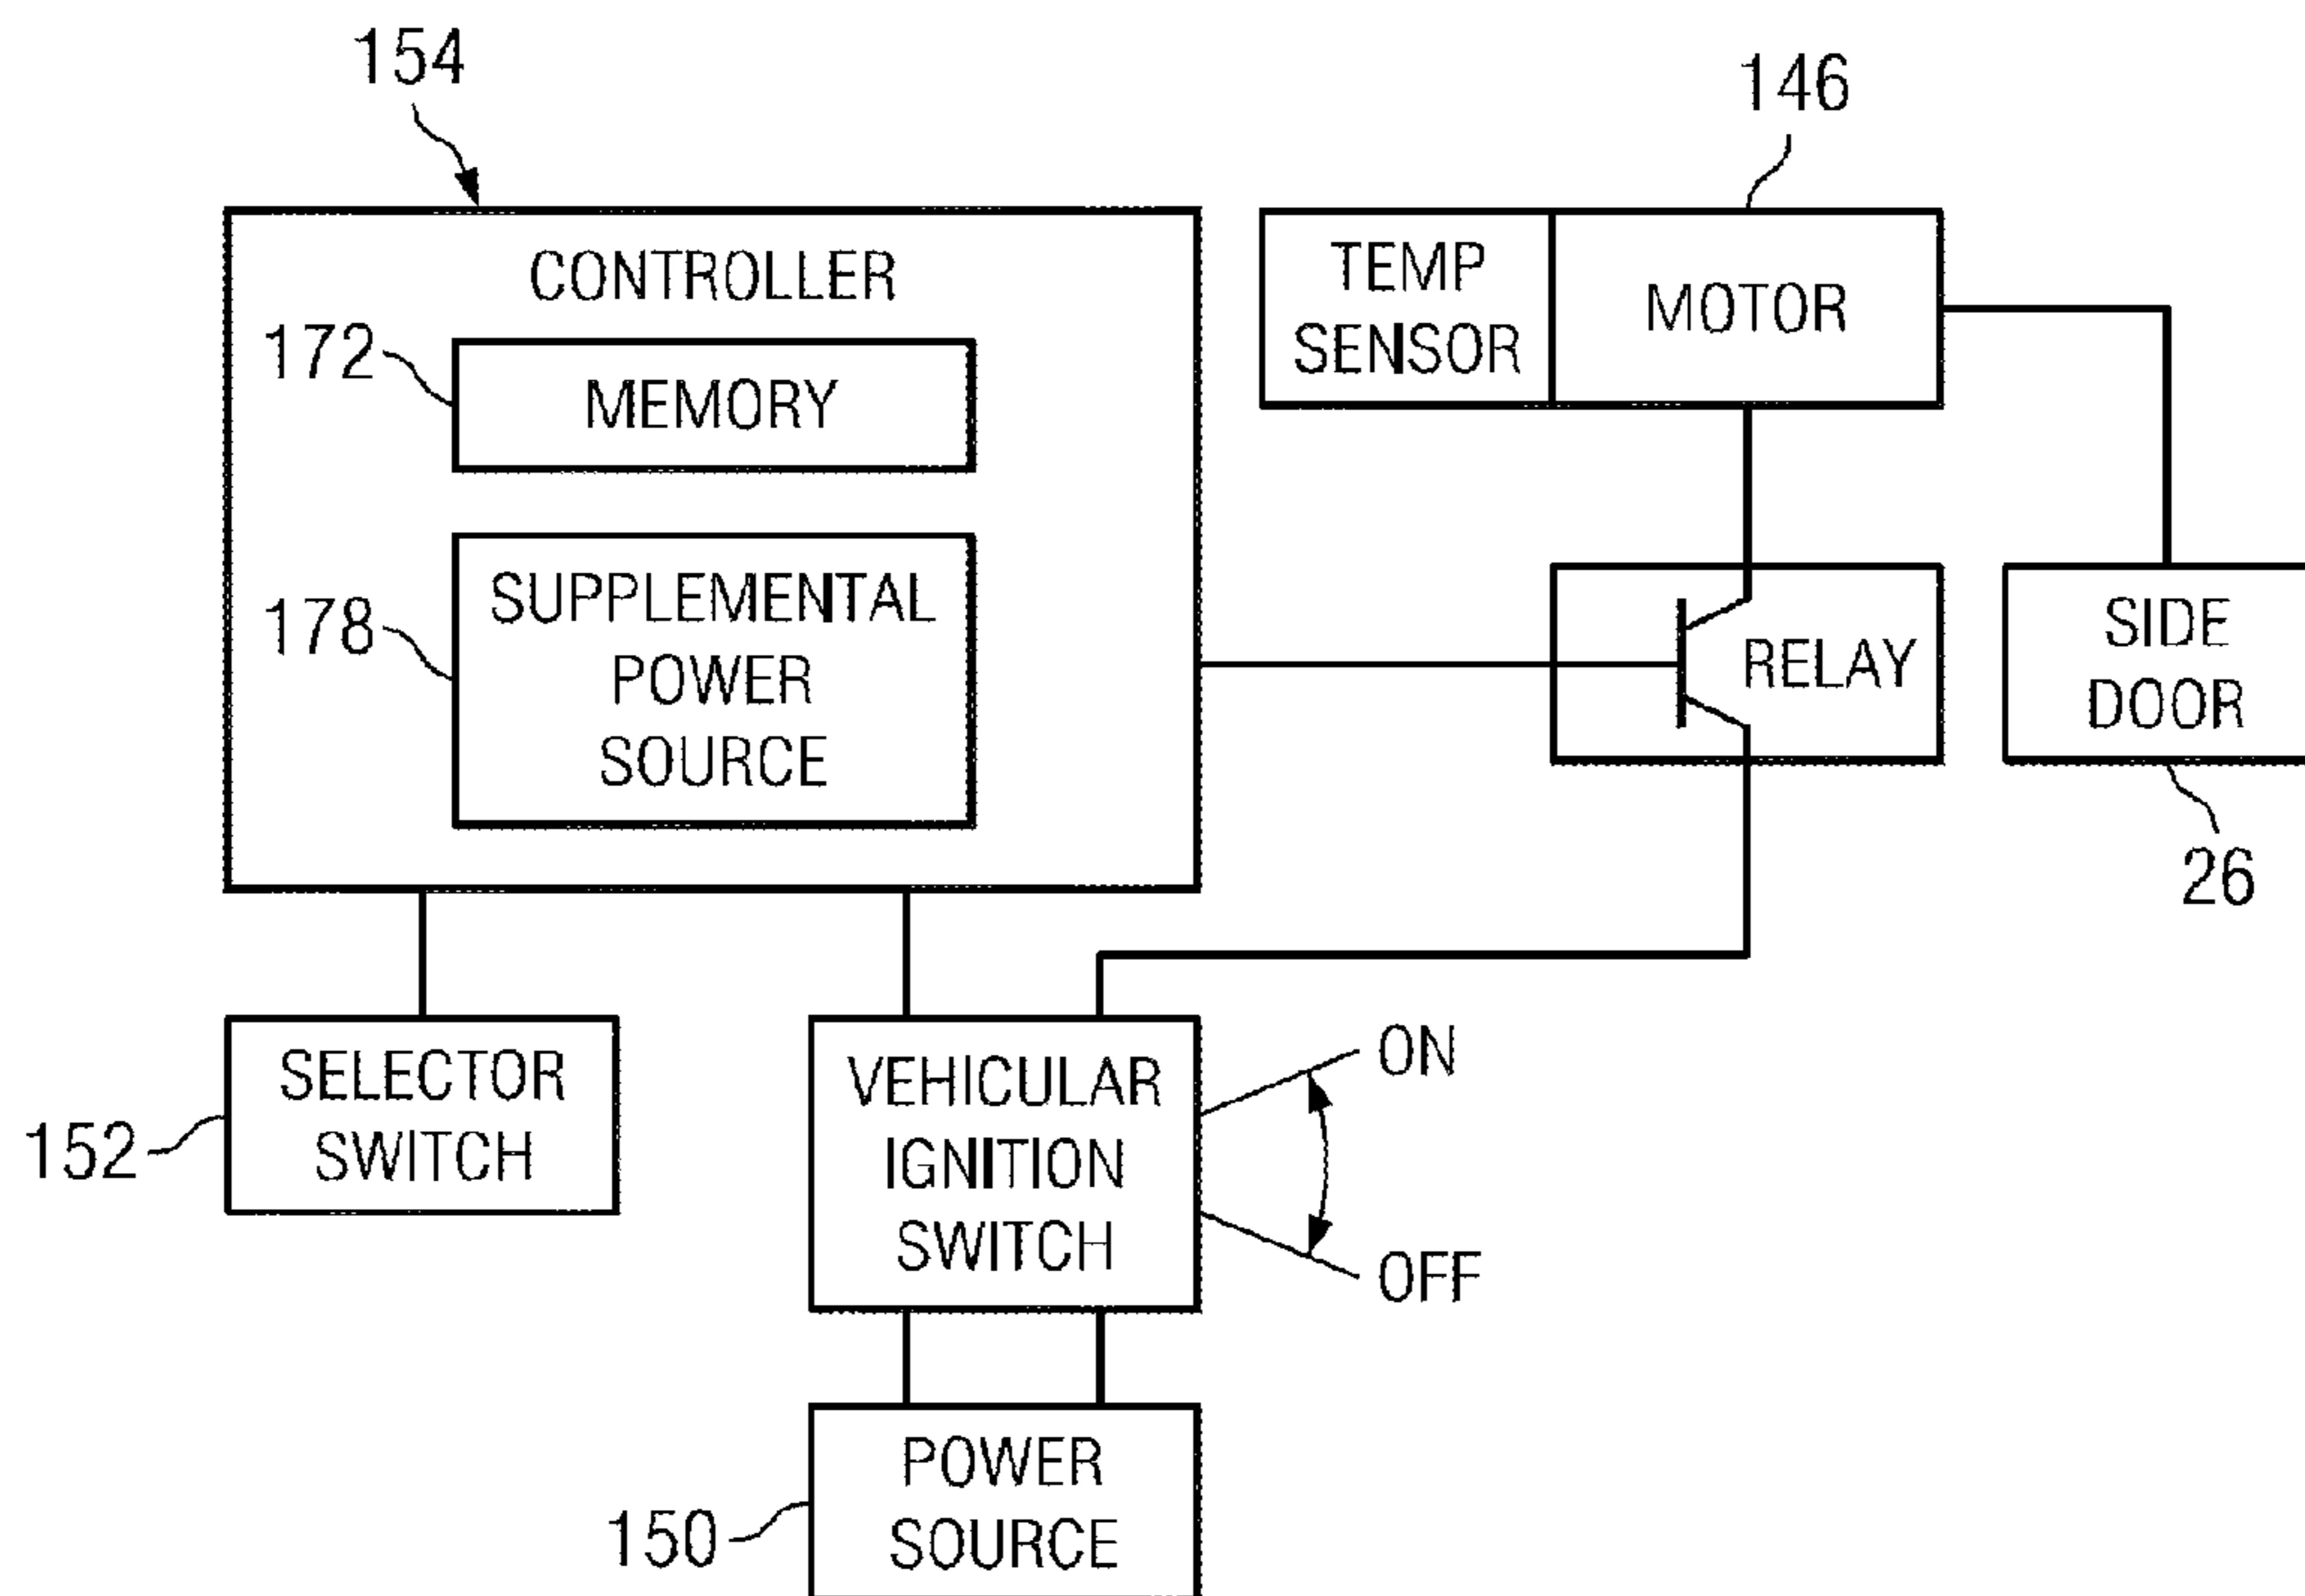 154
146
CONTROLLER
TEMP
SENSOR
MOTOR
172
MEMORY
178
SUPPLEMENTAL
POWER
SOURCE
RELAY
SIDE
DOOR
26
SELECTOR
SWITCH
152
VEHICULAR
IGNITION
SWITCH
ON
OFF
POWER
SOURCE
150